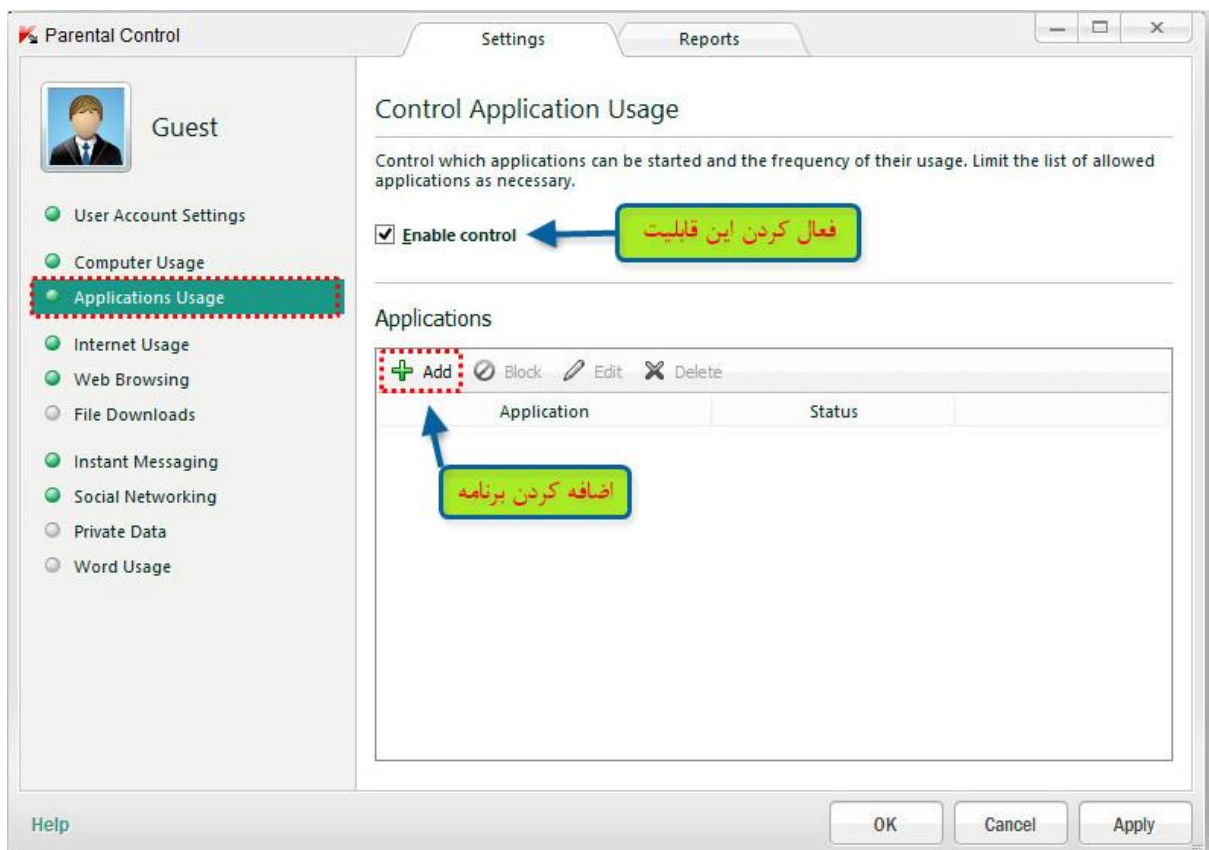 Parental Control
Settings
Reports
Guest
User Account Settings
Computer Usage
Applications Usage
Internet Usage
Web Browsing
File Downloads
Instant Messaging
Social Networking
Private Data
Word Usage
Control Application Usage
Control which applications can be started and the frequency of their usage. Limit the list of allowed
applications as necessary.
Enable control
فعال کردن این قابلیت
Applications
Add Block Edit Delete
Application Status
اضافه کردن برنامه
Help
OK Cancel Apply